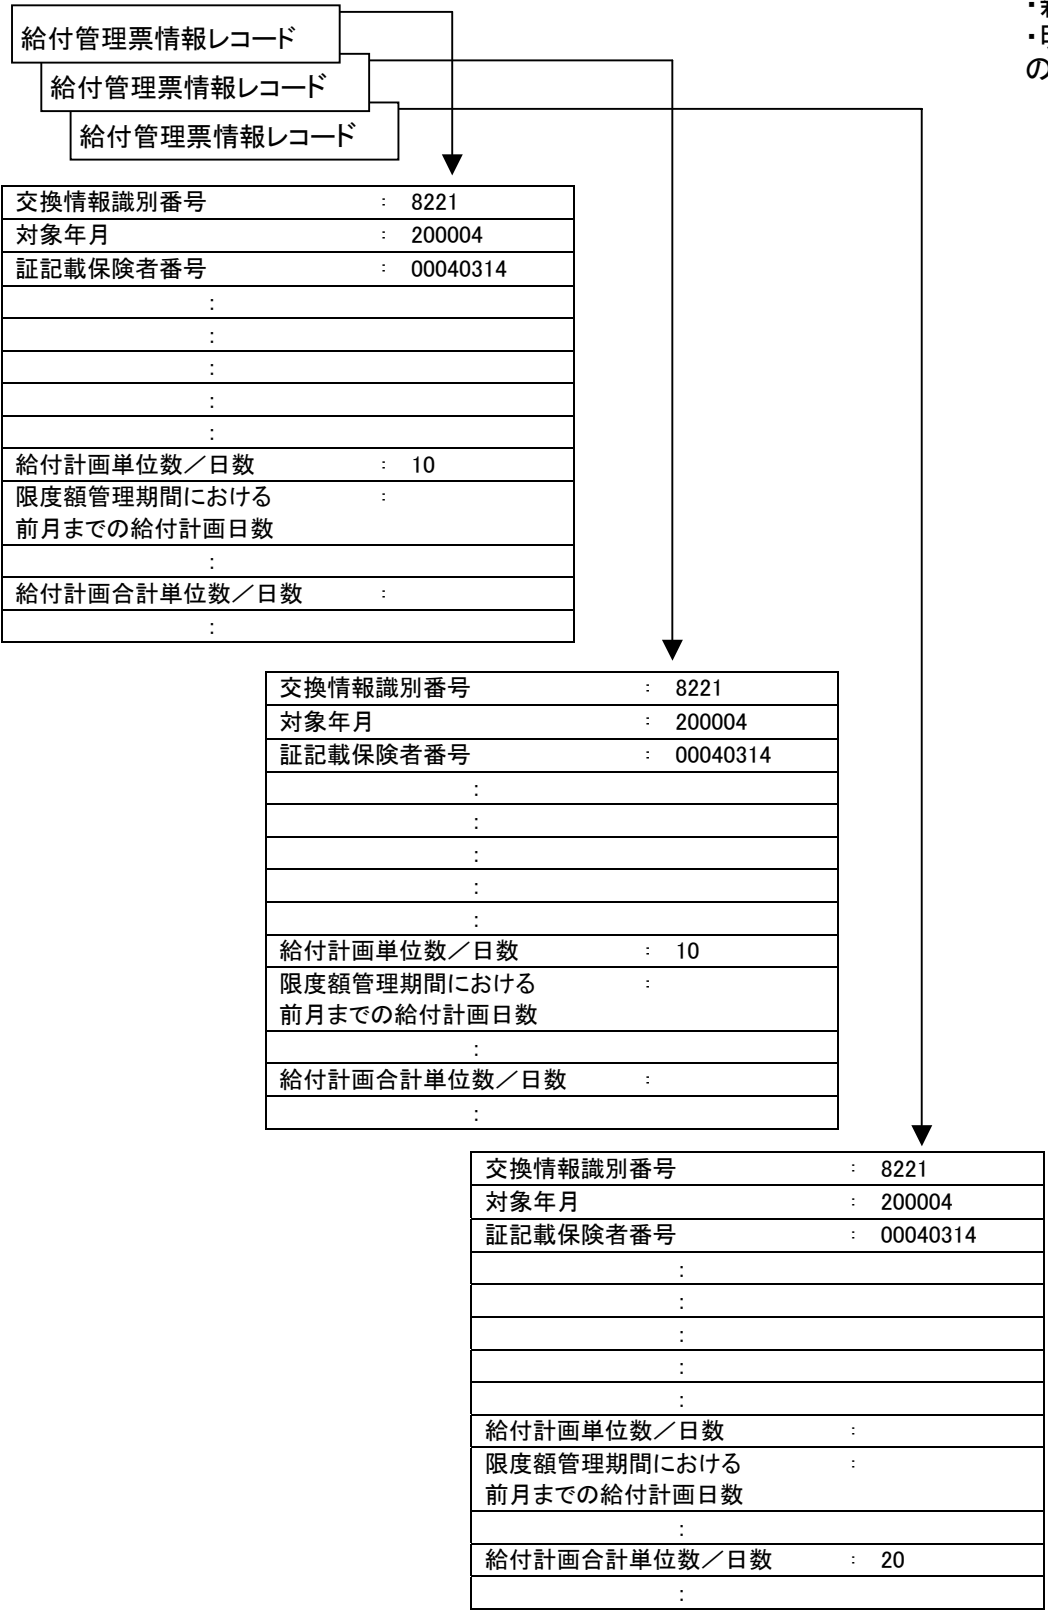 給付管理票情報レコード
給付管理票情報レコード
給付管理票情報レコード
交換情報識別番号 : 8221
対象年月 : 200004
証記載保険者番号 : 00040314
:
:
:
:
:
給付計画単位数／日数 : 10
限度額管理期間における :
前月までの給付計画日数
:
給付計画合計単位数／日数 :
:
交換情報識別番号 : 8221
対象年月 : 200004
証記載保険者番号 : 00040314
:
:
:
:
:
給付計画単位数／日数 : 10
限度額管理期間における :
前月までの給付計画日数
:
給付計画合計単位数／日数 :
:
交換情報識別番号 : 8221
対象年月 : 200004
証記載保険者番号 : 00040314
:
:
:
:
:
給付計画単位数／日数 :
限度額管理期間における :
前月までの給付計画日数
:
給付計画合計単位数／日数 : 20
: